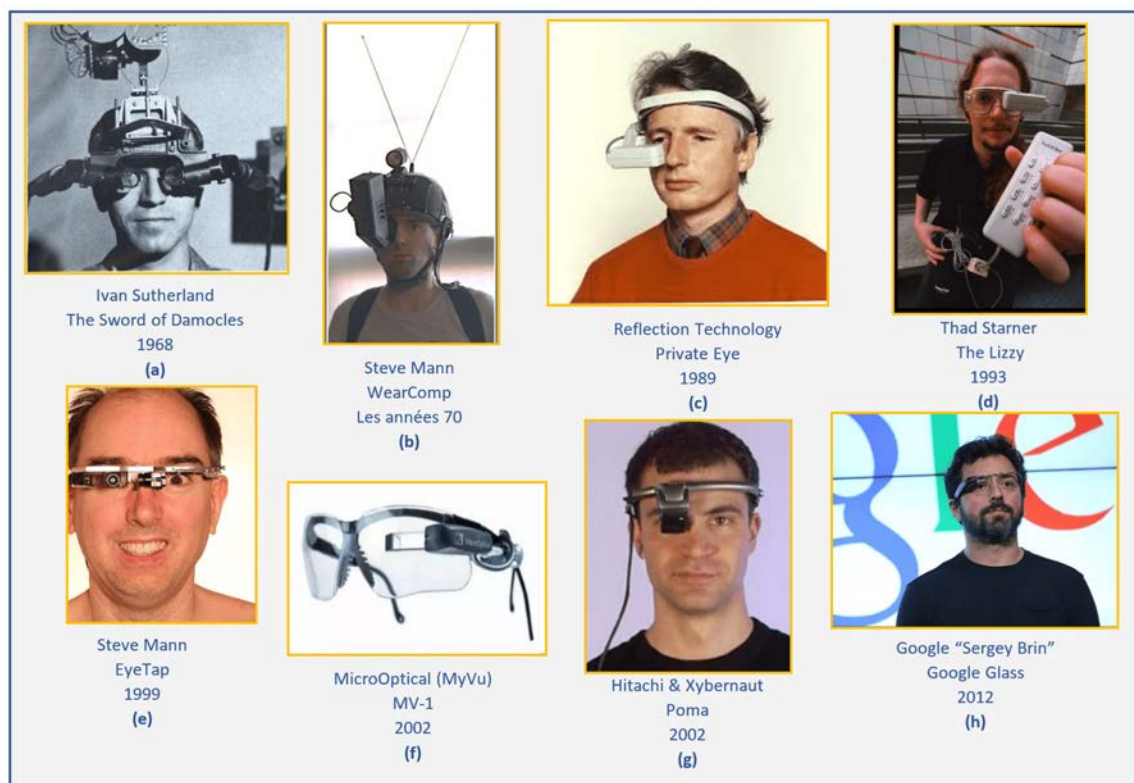 Ivan Sutherland
The Sword of Damocles
1968
(a)
Steve Mann
WearComp
Les années 70
(b)
Reflection Technology
Private Eye
1989
(c)
Thad Starner
The Lizzy
1993
(d)
Steve Mann
EyeTap
1999
(e)
MicroOptical (MyVu)
MV-1
2002
(f)
Hitachi & Xybernaut
Poma
2002
(g)
Google “Sergey Brin”
Google Glass
2012
(h)